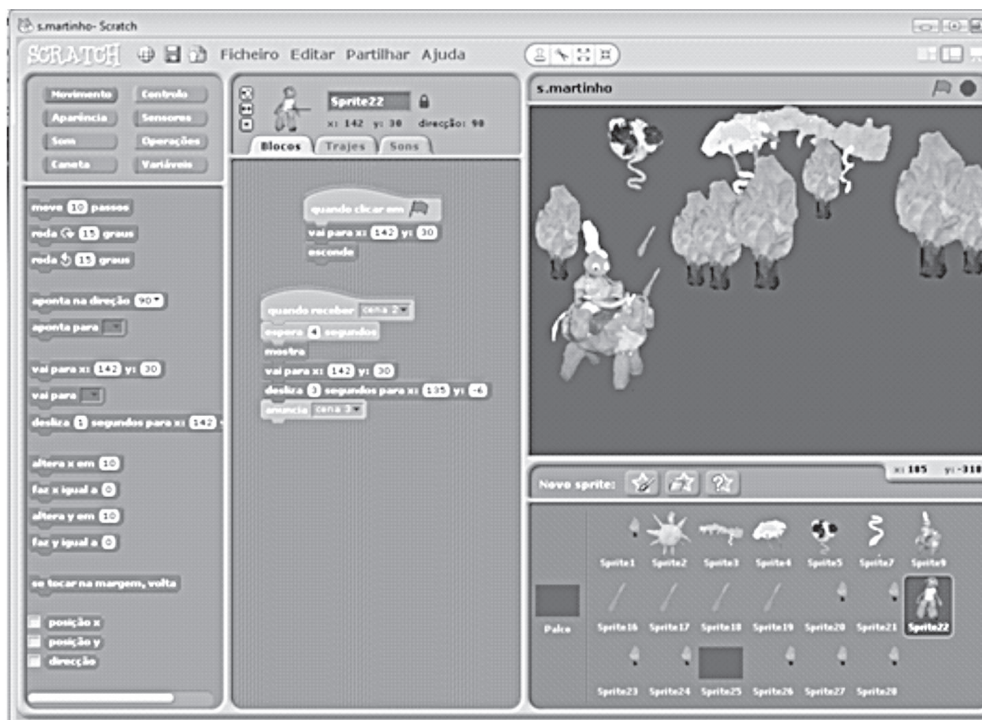 s.martinho- Scratch
SCRATCH Ficheiro Editar Partilhar Ajuda
Movimento Controlo
Aparência Sensores
Som Operações
Caneta Variáveis
move 10 passos
roda 15 graus
roda 15 graus
aponta na direção 90
aponta para
vai para x: 142 y: 30
vai para
desliza 1 segundos para x: 142
altera x em 10
faz x igual a 0
altera y em 10
faz y igual a 0
se tocar na margem, volta
posição x
posição y
direcção
Sprite22
x: 142 y: 30 direcção: 90
Blocos Trajes Sons
quando clicar em
vai para x: 142 y: 30
esconde
quando receber cena 2
espera 4 segundos
mostra
vai para x: 142 y: 30
desliza 3 segundos para x: 135 y: -6
anuncia cena 3
s.martinho
x: 185 y: -318
Novo sprite:
Palco
Sprite1 Sprite2 Sprite3 Sprite4 Sprite5 Sprite7 Sprite9
Sprite16 Sprite17 Sprite18 Sprite19 Sprite20 Sprite21 Sprite22
Sprite23 Sprite24 Sprite25 Sprite26 Sprite27 Sprite28